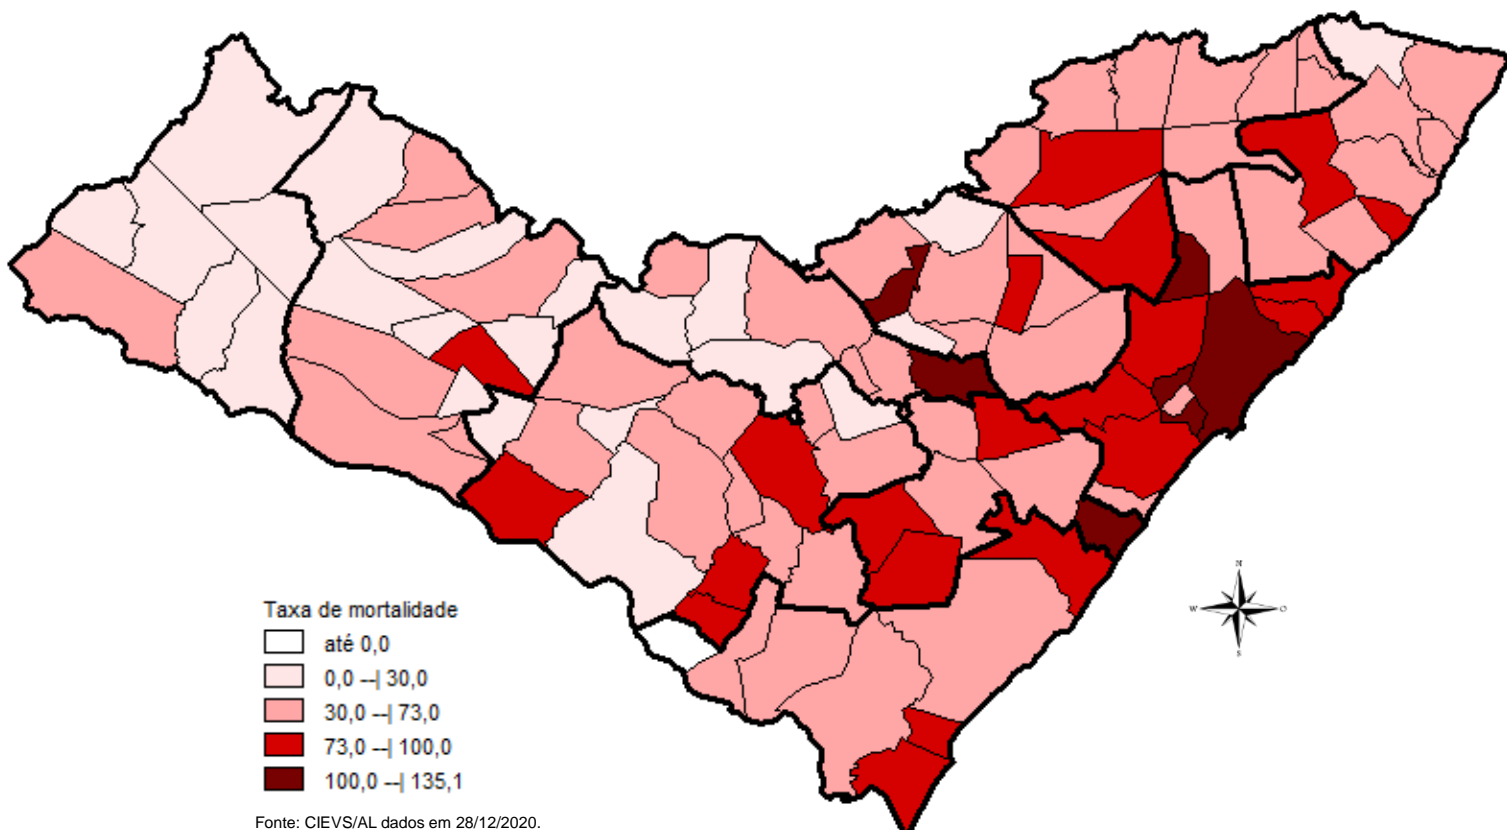 Taxa de mortalidade
até 0,0
0,0 --| 30,0
30,0 --| 73,0
73,0 --| 100,0
100,0 --| 135,1
Fonte: CIEVS/AL dados em 28/12/2020.
N
W
O
S